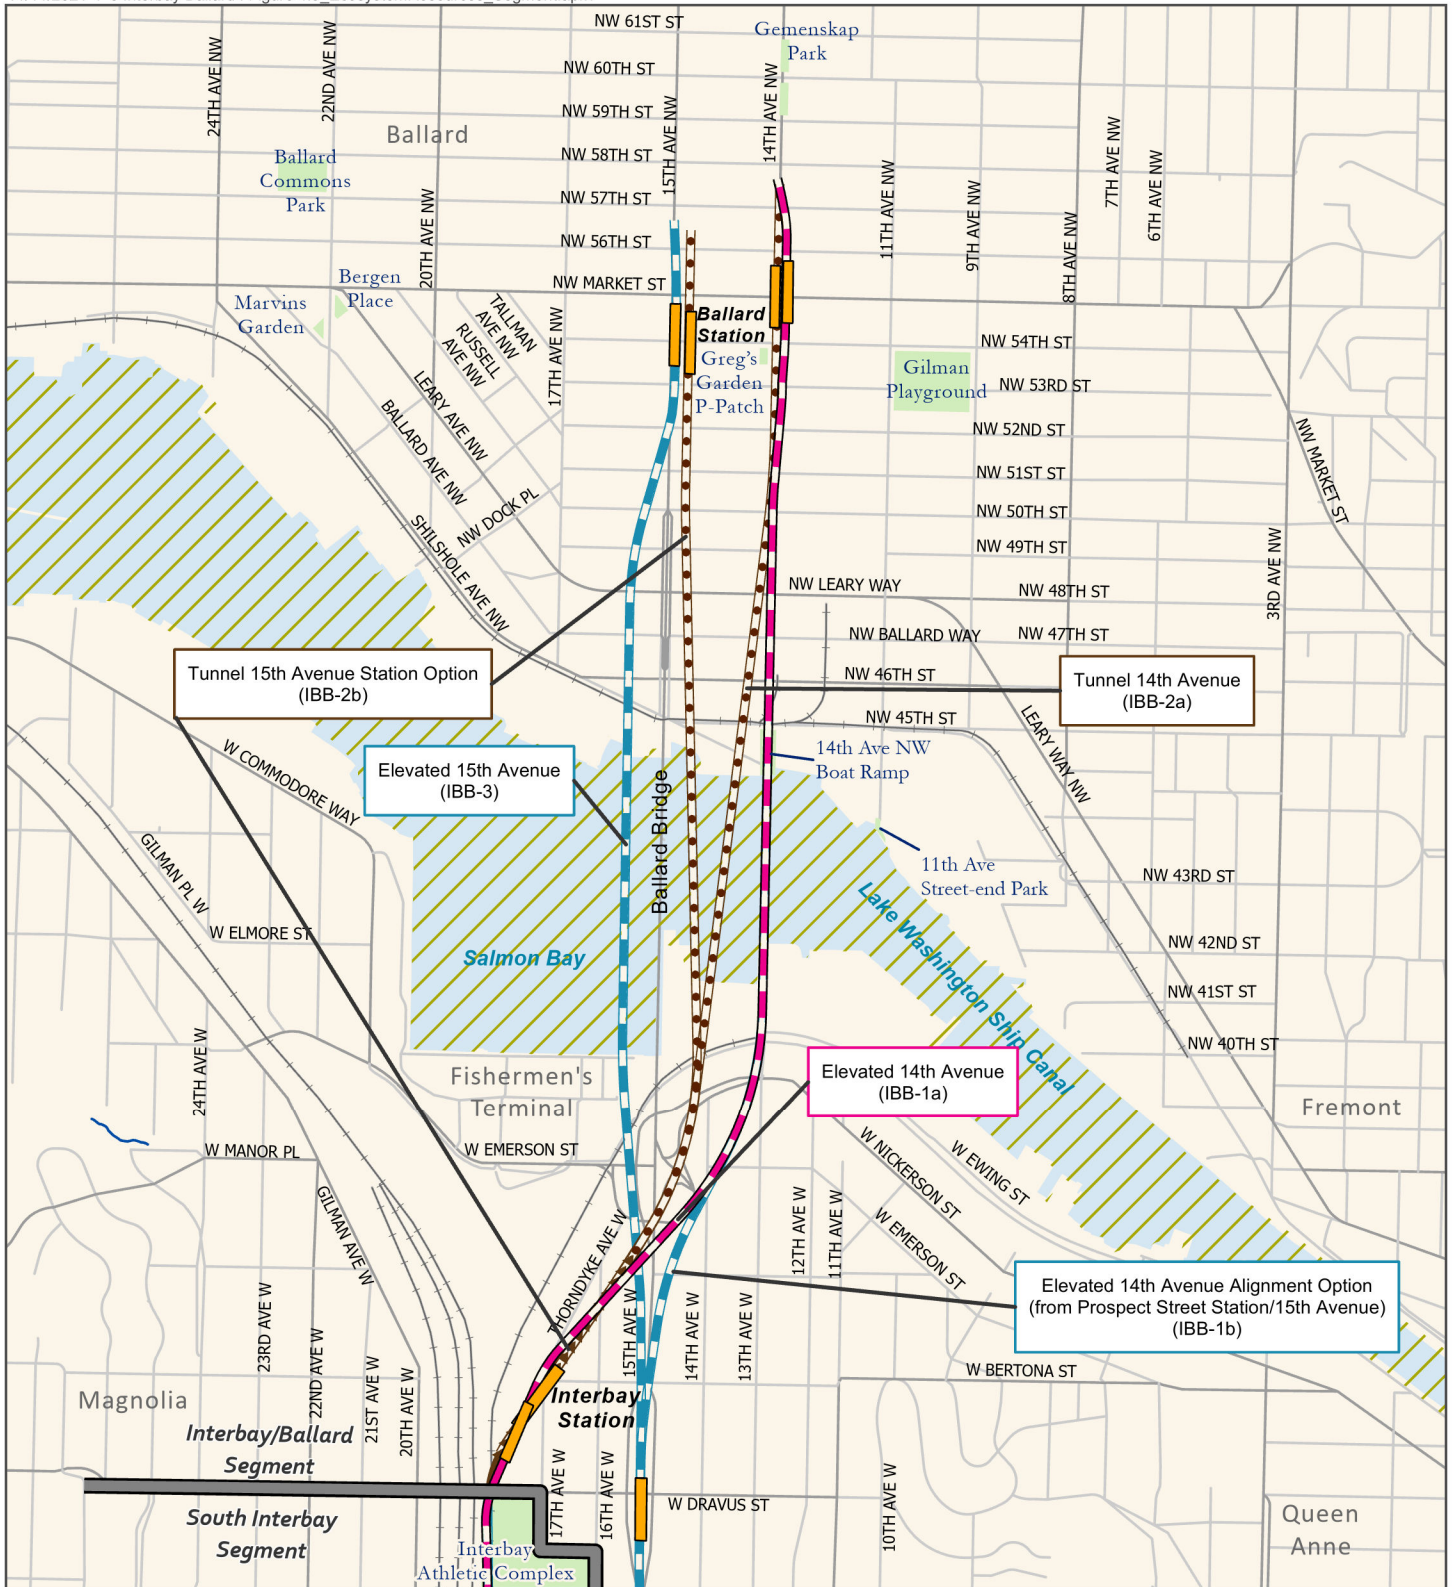 NW 61ST ST
Gemenskap
Park
24TH AVE NW
22ND AVE NW
NW 60TH ST
14TH AVE NW
15TH AVE NW
NW 59TH ST
Ballard
7TH AVE NW
6TH AVE NW
Ballard
Commons
Park
NW 58TH ST
11TH AVE NW
9TH AVE NW
20TH AVE NW
NW 57TH ST
8TH AVE NW
NW 56TH ST
Bergen
Place
NW MARKET ST
Marvins
Garden
TALLMAN
AVE NW
RUSSELL
AVE NW
17TH AVE NW
Ballard
Station
Greg's
Garden
P-Patch
NW 54TH ST
Gilman
Playground
NW 53RD ST
LEARY AVE NW
BALLARD AVE NW
NW 52ND ST
NW MARKET ST
NW 51ST ST
NW DOCK PL
NW 50TH ST
SHILSHOLE AVE NW
NW 49TH ST
3RD AVE NW
NW LEARY WAY
NW 48TH ST
NW BALLARD WAY
NW 47TH ST
Tunnel 15th Avenue Station Option
(IBB-2b)
NW 46TH ST
Tunnel 14th Avenue
(IBB-2a)
NW 45TH ST
LEARY WAY NW
W COMMODORE WAY
14th Ave NW
Boat Ramp
Elevated 15th Avenue
(IBB-3)
Ballard Bridge
GILMAN PL W
11th Ave
Street-end Park
NW 43RD ST
Lake Washington Ship Canal
W ELMORE ST
NW 42ND ST
Salmon Bay
NW 41ST ST
24TH AVE W
NW 40TH ST
Fishermen's
Terminal
Elevated 14th Avenue
(IBB-1a)
Fremont
W MANOR PL
W EMERSON ST
W NICKERSON ST
W EWING ST
GILMAN AVE W
THORNDYKE AVE W
12TH AVE W
11TH AVE W
W EMERSON ST
Elevated 14th Avenue Alignment Option
(from Prospect Street Station/15th Avenue)
(IBB-1b)
23RD AVE W
15TH AVE W
14TH AVE W
13TH AVE W
22ND AVE W
21ST AVE W
20TH AVE W
W BERTONA ST
Magnolia
Interbay
Station
Interbay/Ballard
Segment
17TH AVE W
16TH AVE W
10TH AVE W
W DRAVUS ST
South Interbay
Segment
Queen
Anne
Interbay
Athletic Complex